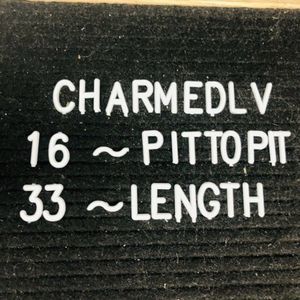 CHARMEDLV
16 ~ PITTOPIT
33 ~ LENGTH